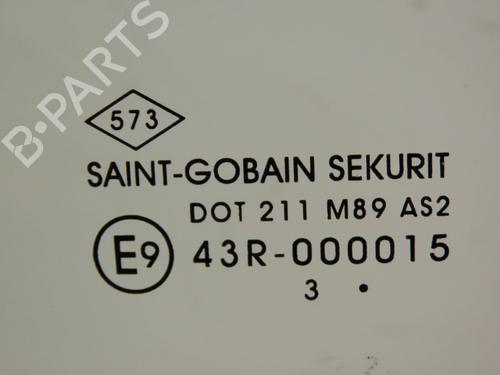 B-PARTS
573
SAINT-GOBAIN SEKURIT
DOT 211 M89 AS2
E9 43R-000015
3 •